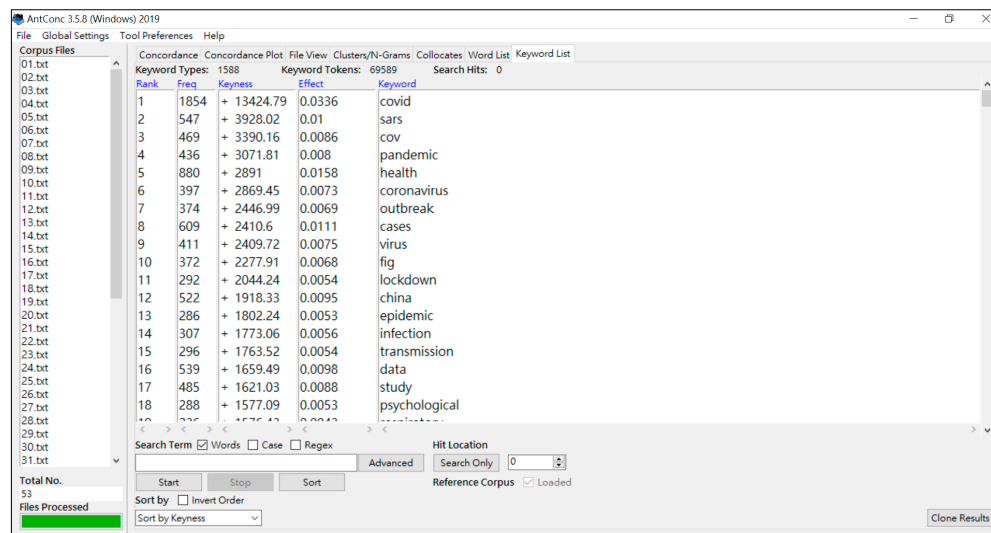 AntConc 3.5.8 (Windows) 2019
File Global Settings Tool Preferences Help
Corpus Files
01.txt
02.txt
03.txt
04.txt
05.txt
06.txt
07.txt
08.txt
09.txt
10.txt
11.txt
12.txt
13.txt
14.txt
15.txt
16.txt
17.txt
18.txt
19.txt
20.txt
21.txt
22.txt
23.txt
24.txt
25.txt
26.txt
27.txt
28.txt
29.txt
30.txt
31.txt
Total No.
53
Files Processed
Concordance Concordance Plot File View Clusters/N-Grams Collocates Word List Keyword List
Keyword Types: 1588 Keyword Tokens: 69589 Search Hits: 0
Rank Freq Keyness Effect Keyword
1 1854 + 13424.79 0.0336 covid
2 547 + 3928.02 0.01 sars
3 469 + 3390.16 0.0086 cov
4 436 + 3071.81 0.008 pandemic
5 880 + 2891 0.0158 health
6 397 + 2869.45 0.0073 coronavirus
7 374 + 2446.99 0.0069 outbreak
8 609 + 2410.6 0.0111 cases
9 411 + 2409.72 0.0075 virus
10 372 + 2277.91 0.0068 fig
11 292 + 2044.24 0.0054 lockdown
12 522 + 1918.33 0.0095 china
13 286 + 1802.24 0.0053 epidemic
14 307 + 1773.06 0.0056 infection
15 296 + 1763.52 0.0054 transmission
16 539 + 1659.49 0.0098 data
17 485 + 1621.03 0.0088 study
18 288 + 1577.09 0.0053 psychological
Search Term Words Case Regex Hit Location
Advanced Search Only 0
Start Stop Sort Reference Corpus Loaded
Sort by Invert Order
Sort by Keyness Clone Results